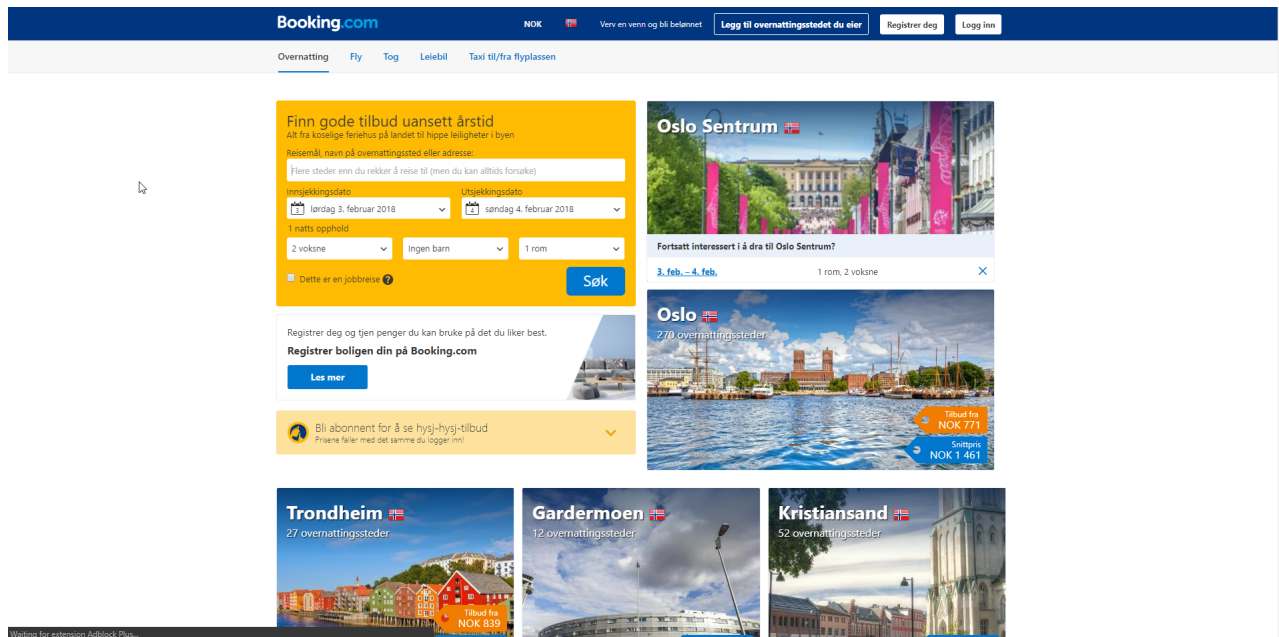 Booking.com
NOK
Verv en venn og bli belønnet
Legg til overnattingsstedet du eier
Registrer deg
Logg inn
Overnatting
Fly
Tog
Leiebil
Taxi til/fra flyplassen
Finn gode tilbud uansett årstid
Alt fra koselige feriehus på landet til hippe leiligheter i byen
Reisemål, navn på overnattingssted eller adresse:
Flere steder enn du rekker å reise til (men du kan alltids forsøke)
Innsjekkingsdato
Utsjekkingsdato
3 lørdag 3. februar 2018
4 søndag 4. februar 2018
1 natts opphold
2 voksne
Ingen barn
1 rom
Dette er en jobbreise ?
Søk
Registrer deg og tjen penger du kan bruke på det du liker best.
Registrer boligen din på Booking.com
Les mer
Bli abonnent for å se hysj-hysj-tilbud
Prisene faller med det samme du logger inn!
Oslo Sentrum
Fortsatt interessert i å dra til Oslo Sentrum?
3. feb. – 4. feb.
1 rom, 2 voksne
Oslo
270 overnattingssteder
Tilbud fra
NOK 771
Snittpris
NOK 1 461
Trondheim
27 overnattingssteder
Tilbud fra
NOK 839
Gardermoen
12 overnattingssteder
Kristiansand
52 overnattingssteder
Waiting for extension Adblock Plus...